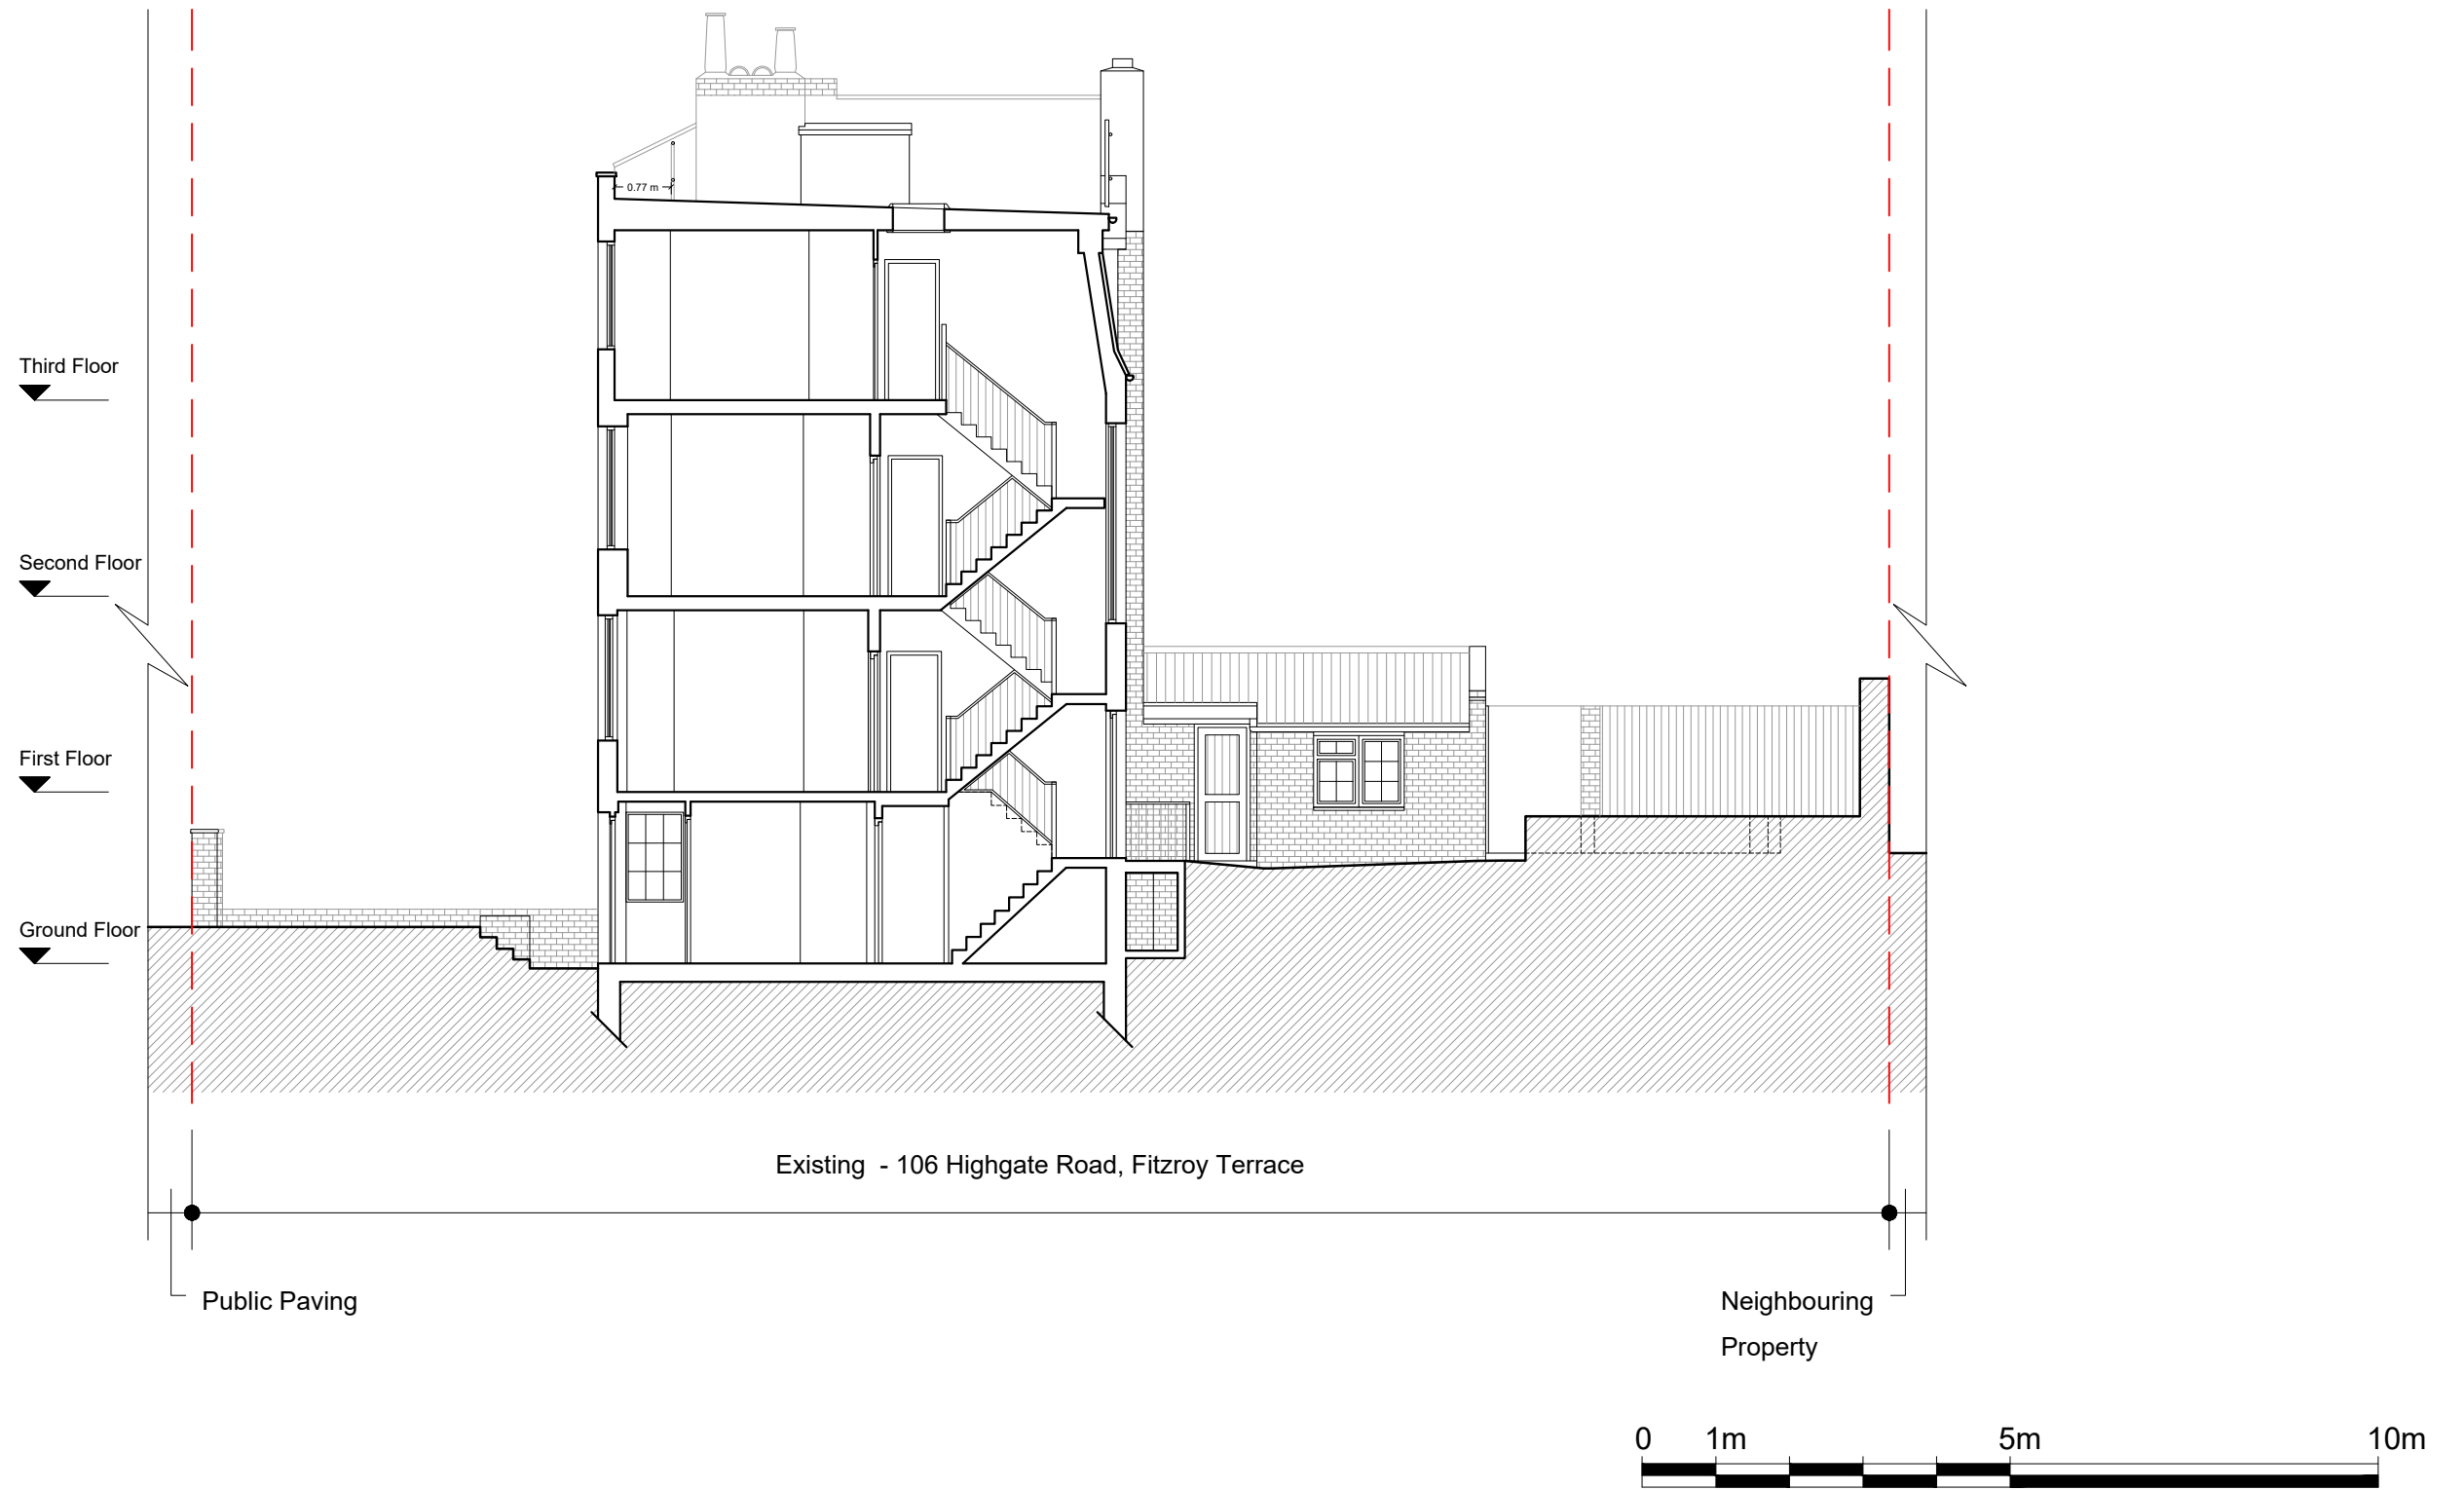 0.77 m
Third Floor
Second Floor
First Floor
Ground Floor
Existing - 106 Highgate Road, Fitzroy Terrace
Public Paving
Neighbouring
Property
0 1m 5m 10m